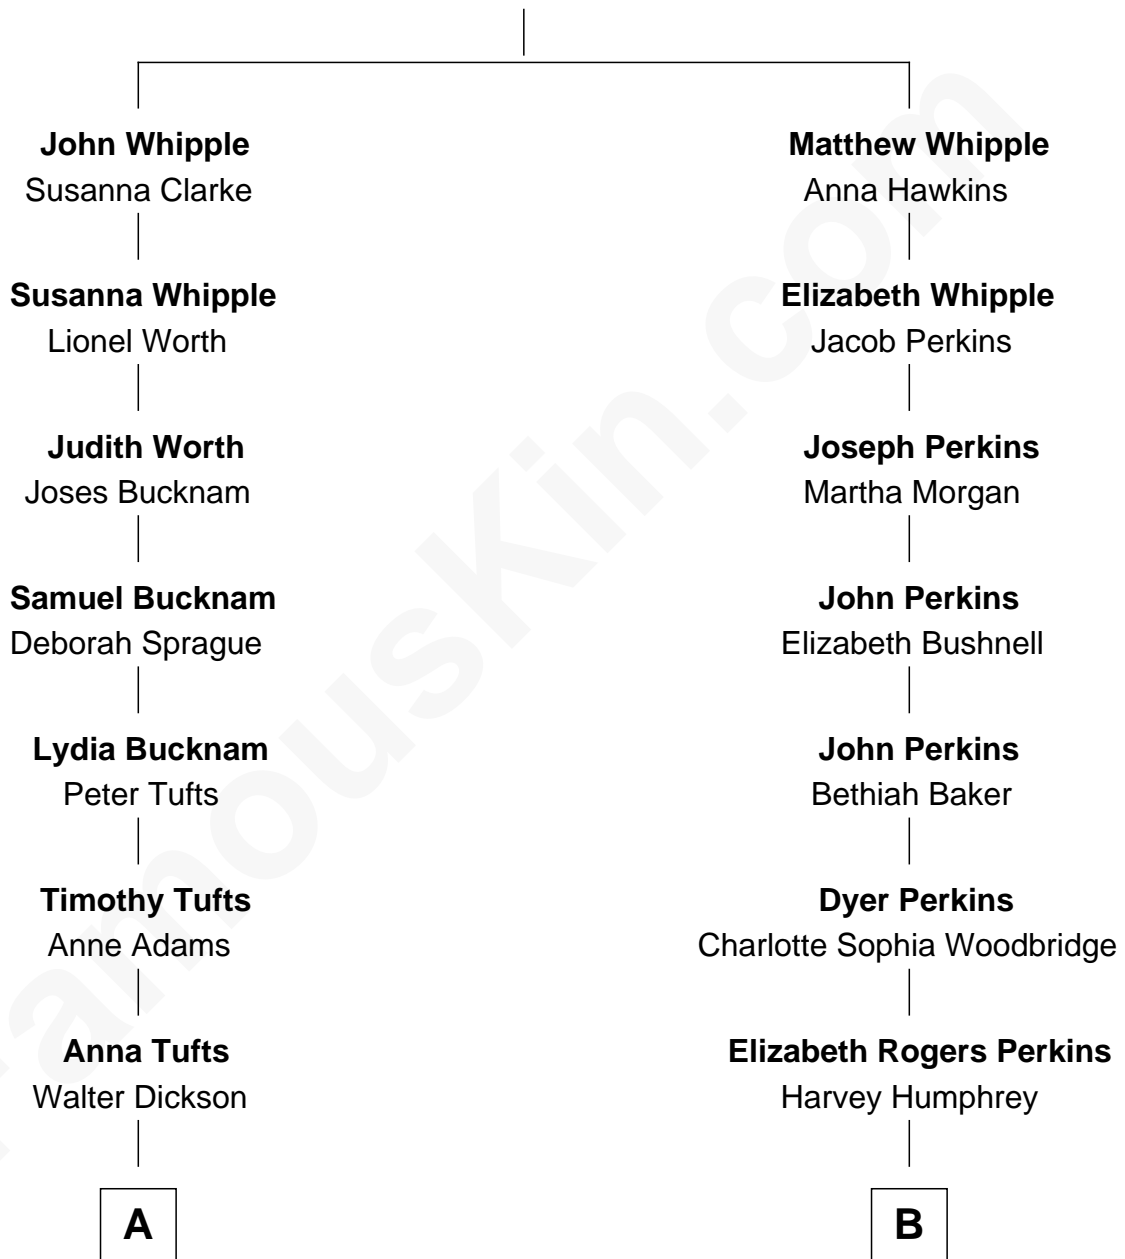 John Whipple
Susanna Clarke
Susanna Whipple
Lionel Worth
Judith Worth
Joses Bucknam
Samuel Bucknam
Deborah Sprague
Lydia Bucknam
Peter Tufts
Timothy Tufts
Anne Adams
Anna Tufts
Walter Dickson
A
Matthew Whipple
Anna Hawkins
Elizabeth Whipple
Jacob Perkins
Joseph Perkins
Martha Morgan
John Perkins
Elizabeth Bushnell
John Perkins
Bethiah Baker
Dyer Perkins
Charlotte Sophia Woodbridge
Elizabeth Rogers Perkins
Harvey Humphrey
B
FamousKin.com